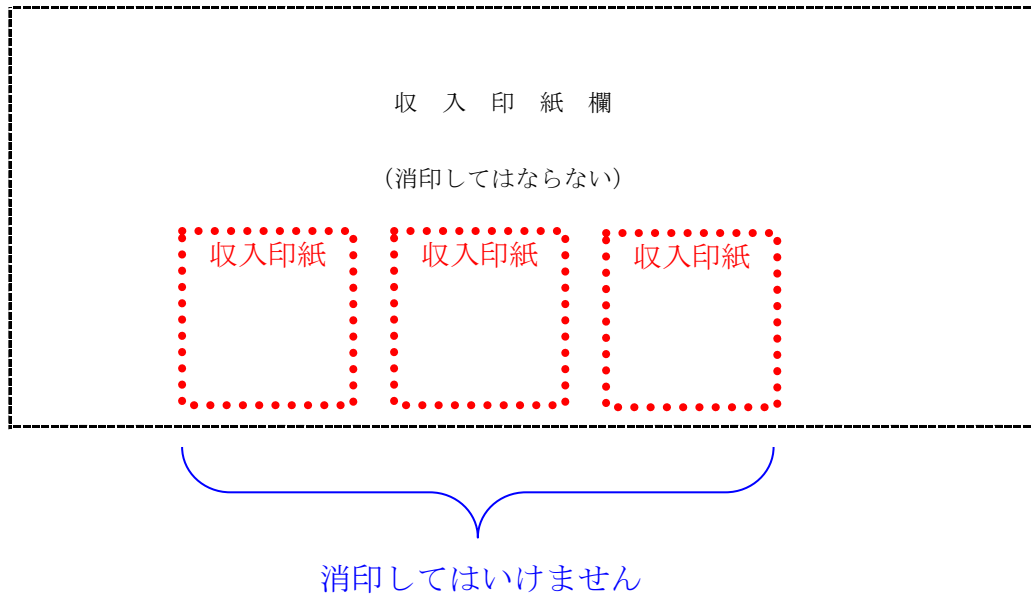 収 入 印 紙 欄
（消印してはならない）
収入印紙 収入印紙 収入印紙
消印してはいけません